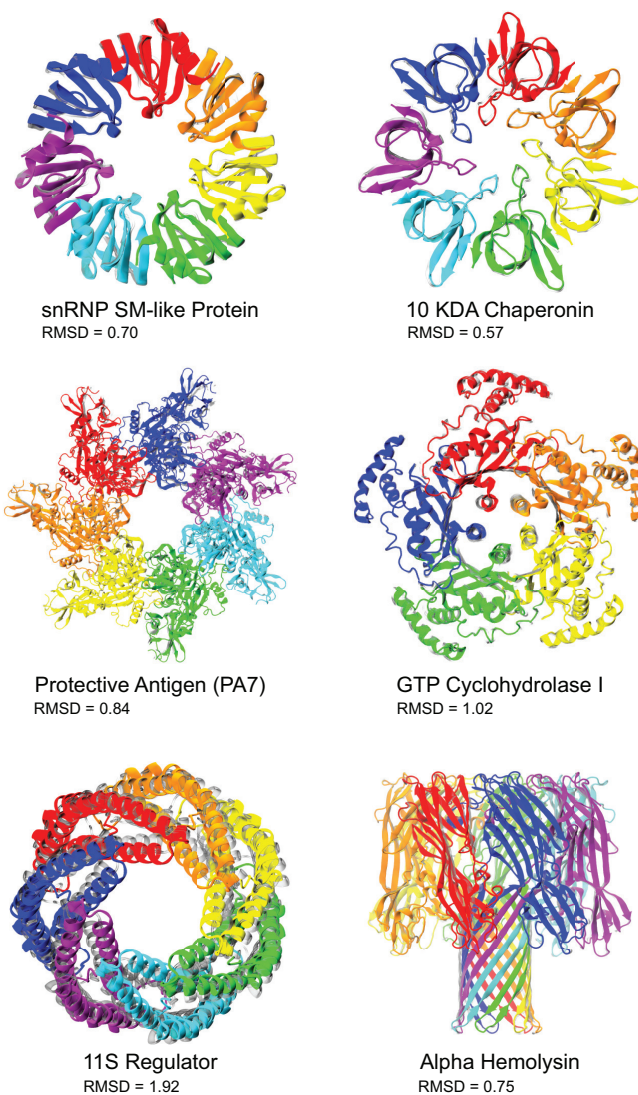 snRNP SM-like Protein
RMSD = 0.70
10 KDA Chaperonin
RMSD = 0.57
Protective Antigen (PA7)
RMSD = 0.84
GTP Cyclohydrolase I
RMSD = 1.02
11S Regulator
RMSD = 1.92
Alpha Hemolysin
RMSD = 0.75